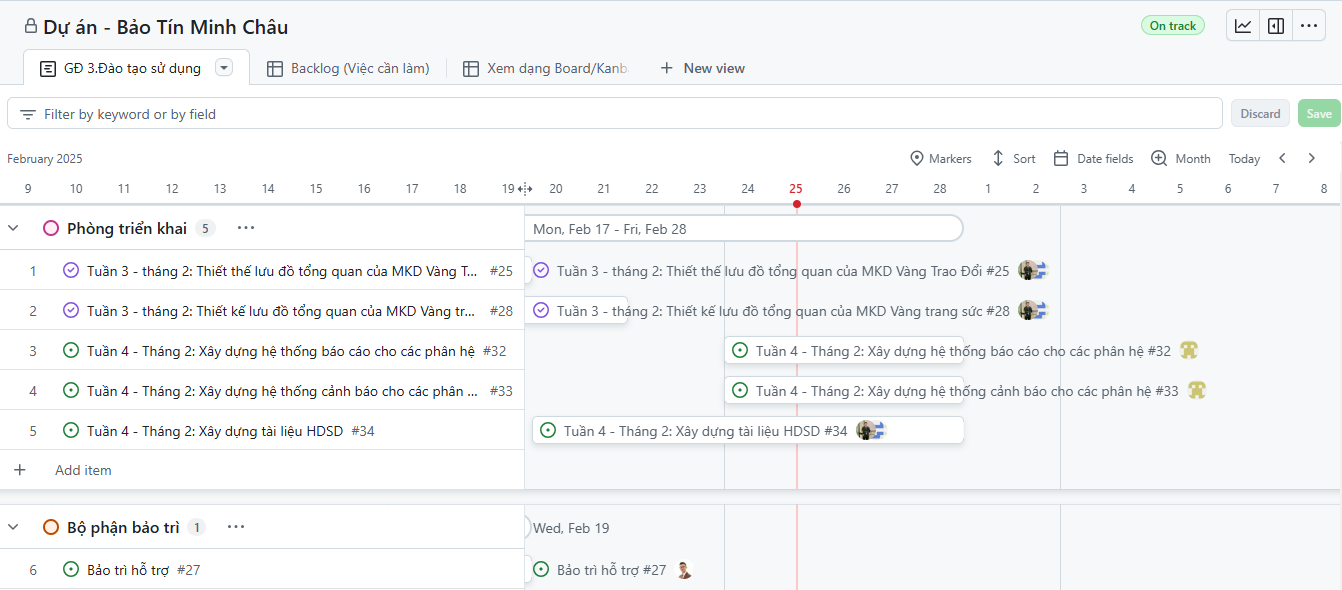 Dự án - Bảo Tín Minh Châu
On track
GĐ 3.Đào tạo sử dụng
Backlog (Việc cần làm)
Xem dạng Board/Kanb
New view
Filter by keyword or by field
Discard
Save
February 2025
Markers
Sort
Date fields
Month
Today
9 10 11 12 13 14 15 16 17 18 19 20 21 22 23 24 25 26 27 28 1 2 3 4 5 6 7 8
Phòng triển khai 5
Mon, Feb 17 - Fri, Feb 28
1 Tuần 3 - tháng 2: Thiết thế lưu đồ tổng quan của MKD Vàng T... #25
Tuần 3 - tháng 2: Thiết thế lưu đồ tổng quan của MKD Vàng Trao Đổi #25
2 Tuần 3 - tháng 2: Thiết kế lưu đồ tổng quan của MKD Vàng tr... #28
Tuần 3 - tháng 2: Thiết kế lưu đồ tổng quan của MKD Vàng trang sức #28
3 Tuần 4 - Tháng 2: Xây dựng hệ thống báo cáo cho các phân hệ #32
Tuần 4 - Tháng 2: Xây dựng hệ thống báo cáo cho các phân hệ #32
4 Tuần 4 - Tháng 2: Xây dựng hệ thống cảnh báo cho các phân ... #33
Tuần 4 - Tháng 2: Xây dựng hệ thống cảnh báo cho các phân hệ #33
5 Tuần 4 - Tháng 2: Xây dựng tài liệu HDSD #34
Tuần 4 - Tháng 2: Xây dựng tài liệu HDSD #34
Add item
Bộ phận bảo trì 1
Wed, Feb 19
6 Bảo trì hỗ trợ #27
Bảo trì hỗ trợ #27